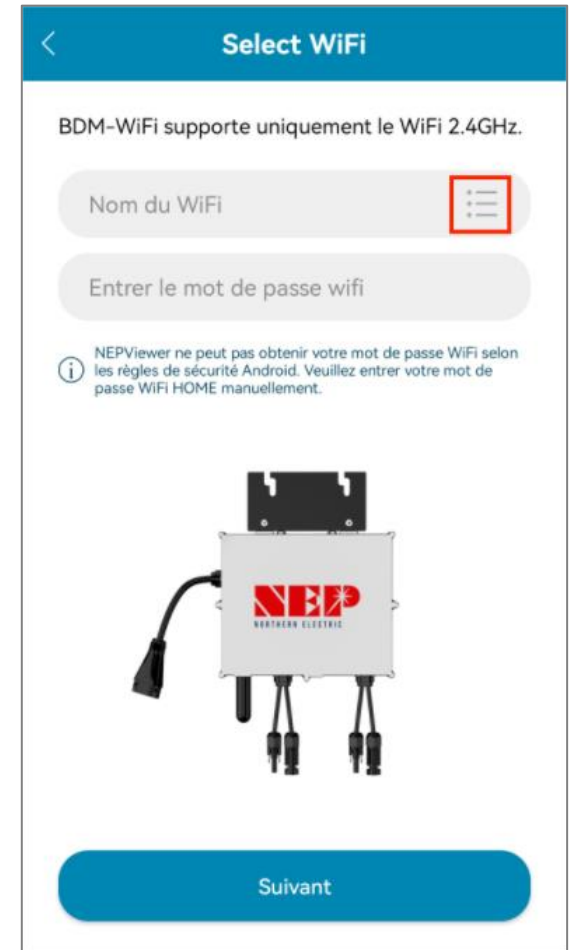 Select WiFi
BDM-WiFi supporte uniquement le WiFi 2.4GHz.
Nom du WiFi
Entrer le mot de passe wifi
NEPViewer ne peut pas obtenir votre mot de passe WiFi selon
les règles de sécurité Android. Veuillez entrer votre mot de
passe WiFi HOME manuellement.
NEP
NORTHERN ELECTRIC
Suivant